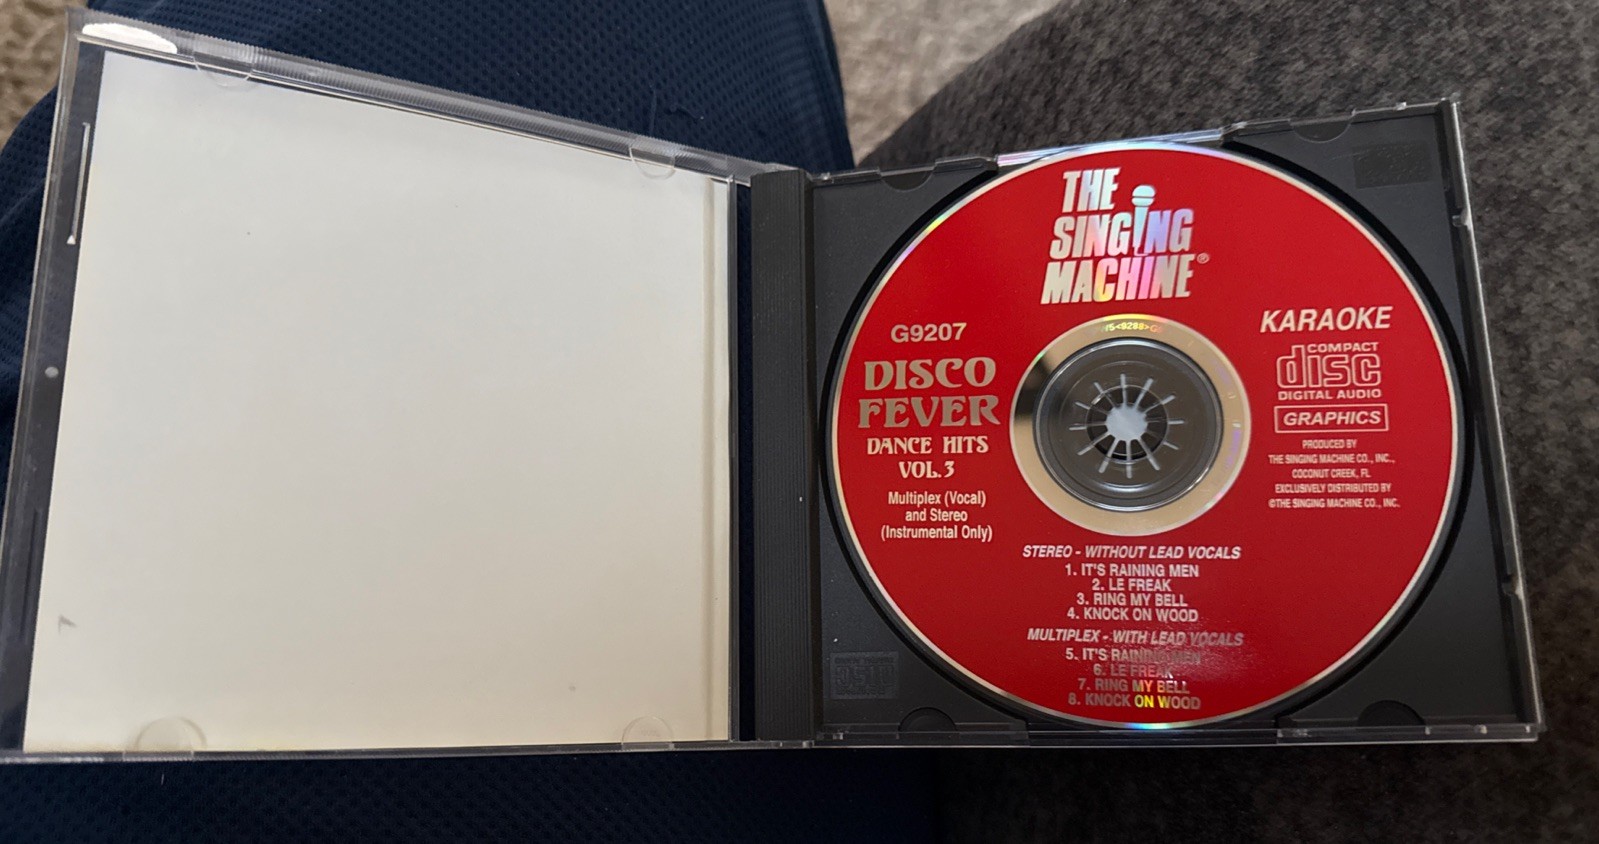 THE
SINGING
MACHINE®
G9207
DISCO
FEVER
DANCE HITS
VOL.3
Multiplex (Vocal)
and Stereo
(Instrumental Only)
KARAOKE
COMPACT
disc
DIGITAL AUDIO
GRAPHICS
PRODUCED BY
THE SINGING MACHINE CO., INC.,
COCONUT CREEK, FL
EXCLUSIVELY DISTRIBUTED BY
©THE SINGING MACHINE CO., INC.
STEREO - WITHOUT LEAD VOCALS
1. IT'S RAINING MEN
2. LE FREAK
3. RING MY BELL
4. KNOCK ON WOOD
MULTIPLEX - WITH LEAD VOCALS
5. IT'S RAINING MEN
6. LE FREAK
7. RING MY BELL
8. KNOCK ON WOOD